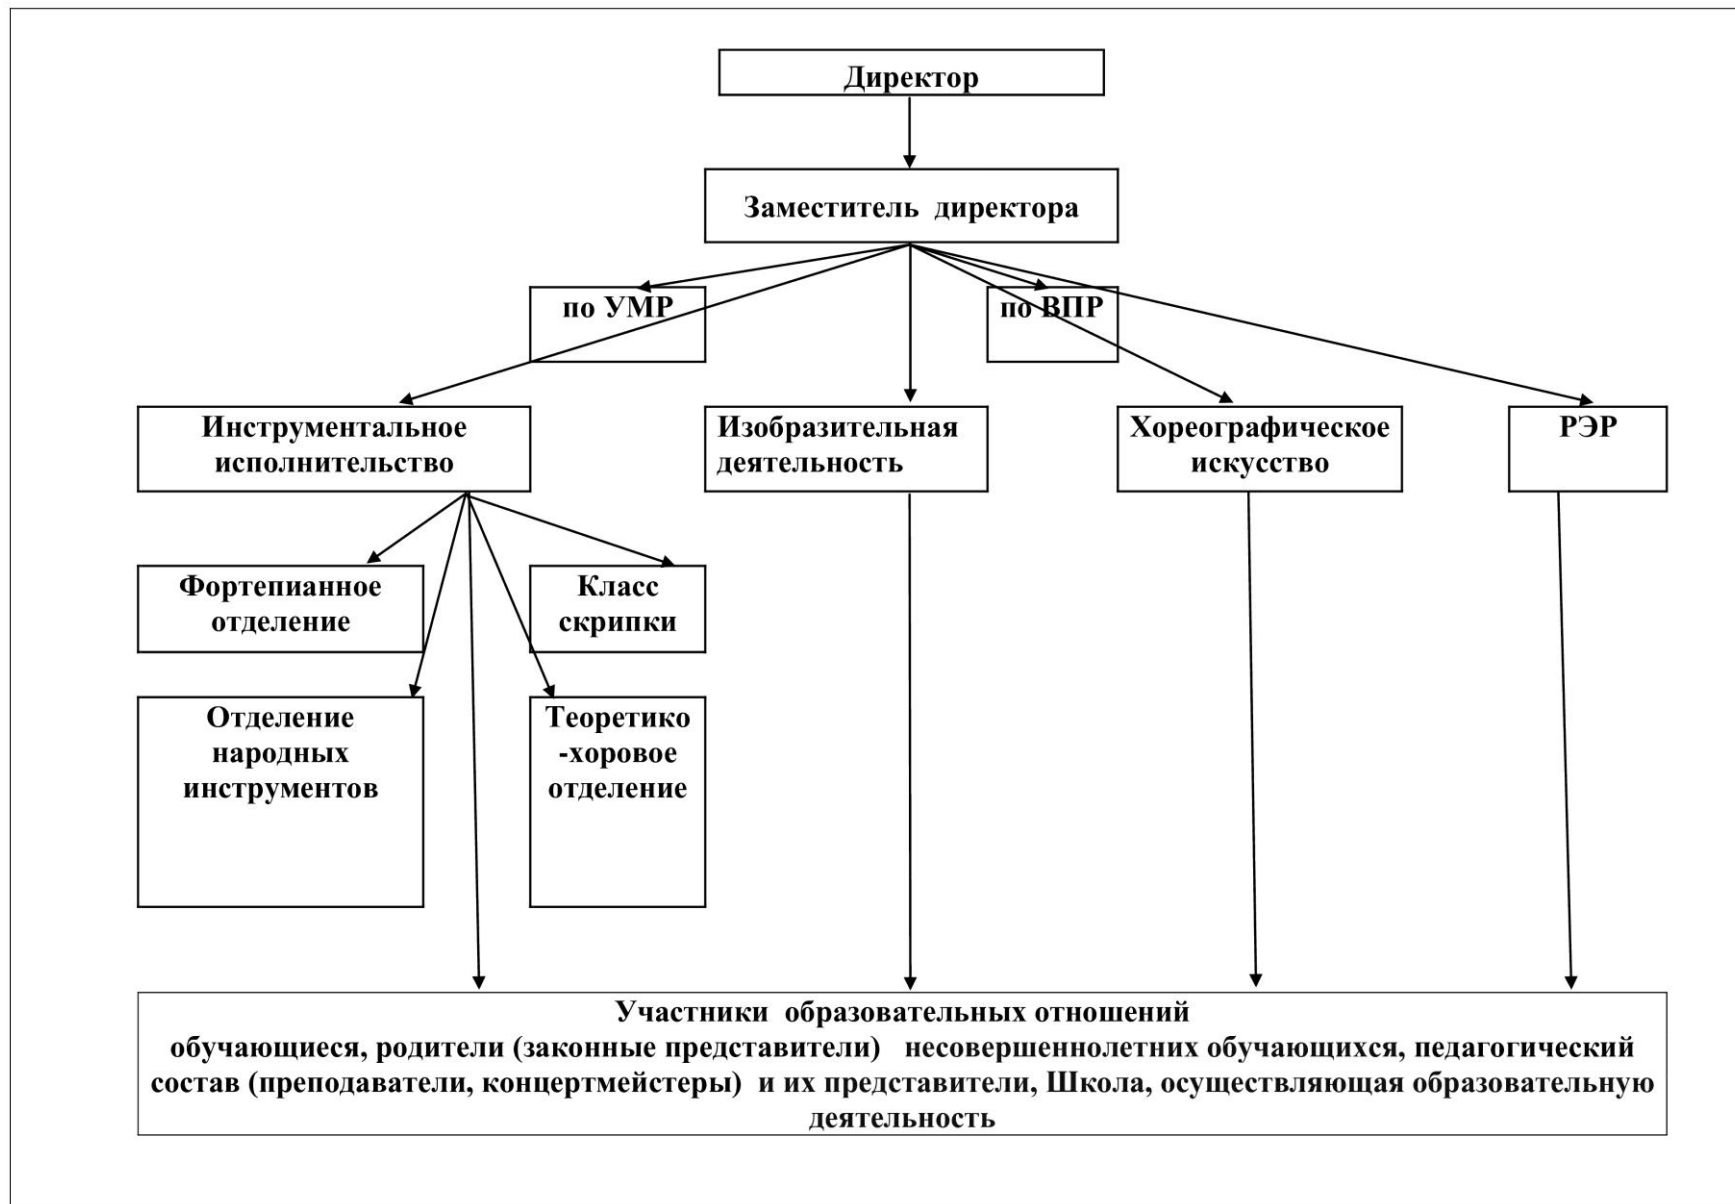 Директор
Заместитель директора
по УМР
по ВПР
Инструментальное
исполнительство
Изобразительная
деятельность
Хореографическое
искусство
РЭР
Фортепианное
отделение
Класс
скрипки
Отделение
народных
инструментов
Теоретико
-хоровое
отделение
Участники образовательных отношений
обучающиеся, родители (законные представители) несовершеннолетних обучающихся, педагогический
состав (преподаватели, концертмейстеры) и их представители, Школа, осуществляющая образовательную
деятельность